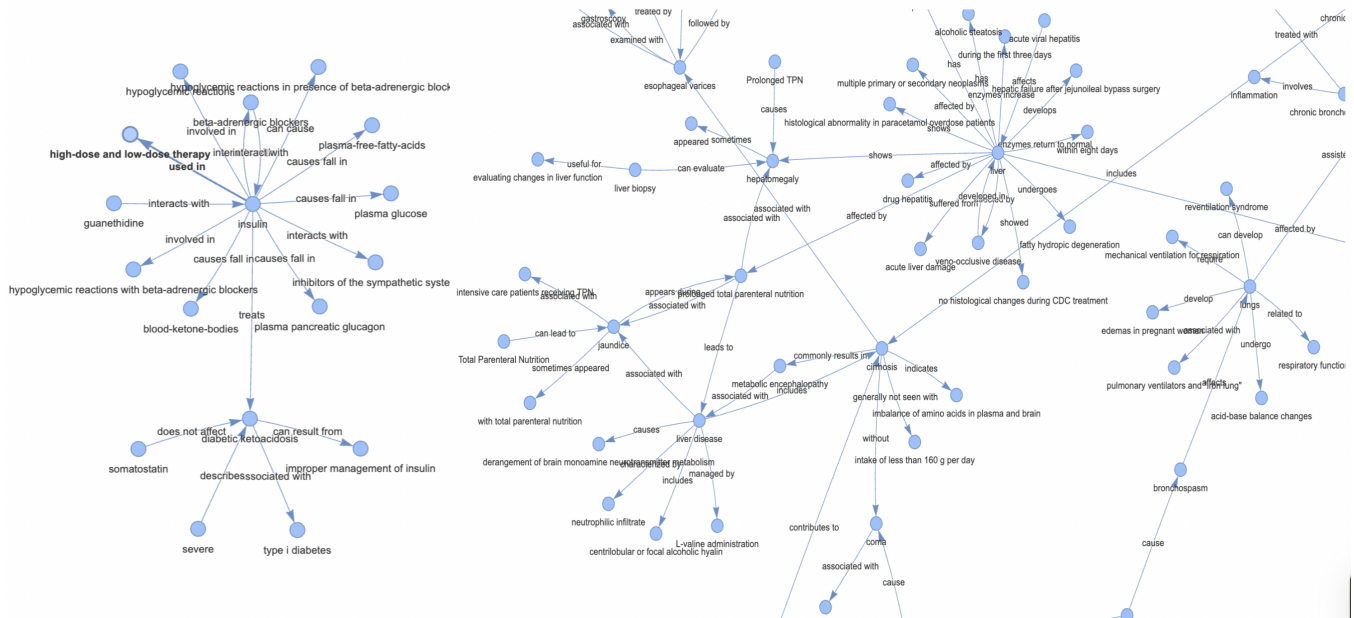 hypoglycemic reactions
hypoglycemic reactions in presence of beta-adrenergic block
beta-adrenergic blockers
involved in
can cause
high-dose and low-dose therapy
used in
interact with
causes fall in
plasma-free-fatty-acids
guanethidine
interacts with
insulin
causes fall in
plasma glucose
involved in
interacts with
causes fall in
causes fall in
hypoglycemic reactions with beta-adrenergic blockers
inhibitors of the sympathetic syste
blood-ketone-bodies
treats
plasma pancreatic glucagon
does not affect
diabetic ketoacidosis
can result from
somatostatin
improper management of insulin
describes
associated with
severe
type i diabetes
treated by
gastroscopy
associated with
followed by
examined with
esophageal varices
Prolonged TPN
causes
appeared
sometimes
useful for
evaluating changes in liver function
liver biopsy
can evaluate
hepatomegaly
shows
associated with
associated with
affected by
alcoholic steatosis
acute viral hepatitis
during the first three days
has
has
affects
multiple primary or secondary neoplasms
enzymes increase
hepatic failure after jejunoileal bypass surgery
affected by
develops
histological abnormality in paracetamol overdose patients
shows
enzymes return to normal
within eight days
liver
affected by
drug hepatitis
suffered from
developed in
undergoes
showed
fatty hydropic degeneration
acute liver damage
veno-occlusive disease
no histological changes during CDC treatment
intensive care patients receiving TPN
associated with
appears during
prolonged total parenteral nutrition
associated with
can lead to
jaundice
Total Parenteral Nutrition
sometimes appeared
leads to
associated with
with total parenteral nutrition
commonly results in
cirrhosis
indicates
metabolic encephalopathy
includes
associated with
generally not seen with
imbalance of amino acids in plasma and brain
liver disease
causes
without
intake of less than 160 g per day
derangement of brain monoamine neurotransmitter metabolism
characterized by
managed by
includes
neutrophilic infiltrate
L-valine administration
centrilobular or focal alcoholic hyalin
contributes to
coma
associated with
cause
chronic
treated with
inflammation
involves
chronic bronch
includes
assiste
reventilation syndrome
can develop
affected by
mechanical ventilation for respiration
require
lungs
develop
related to
edemas in pregnant women
associated with
undergo
respiratory function
pulmonary ventilators and "iron lung"
affects
acid-base balance changes
bronchospasm
cause